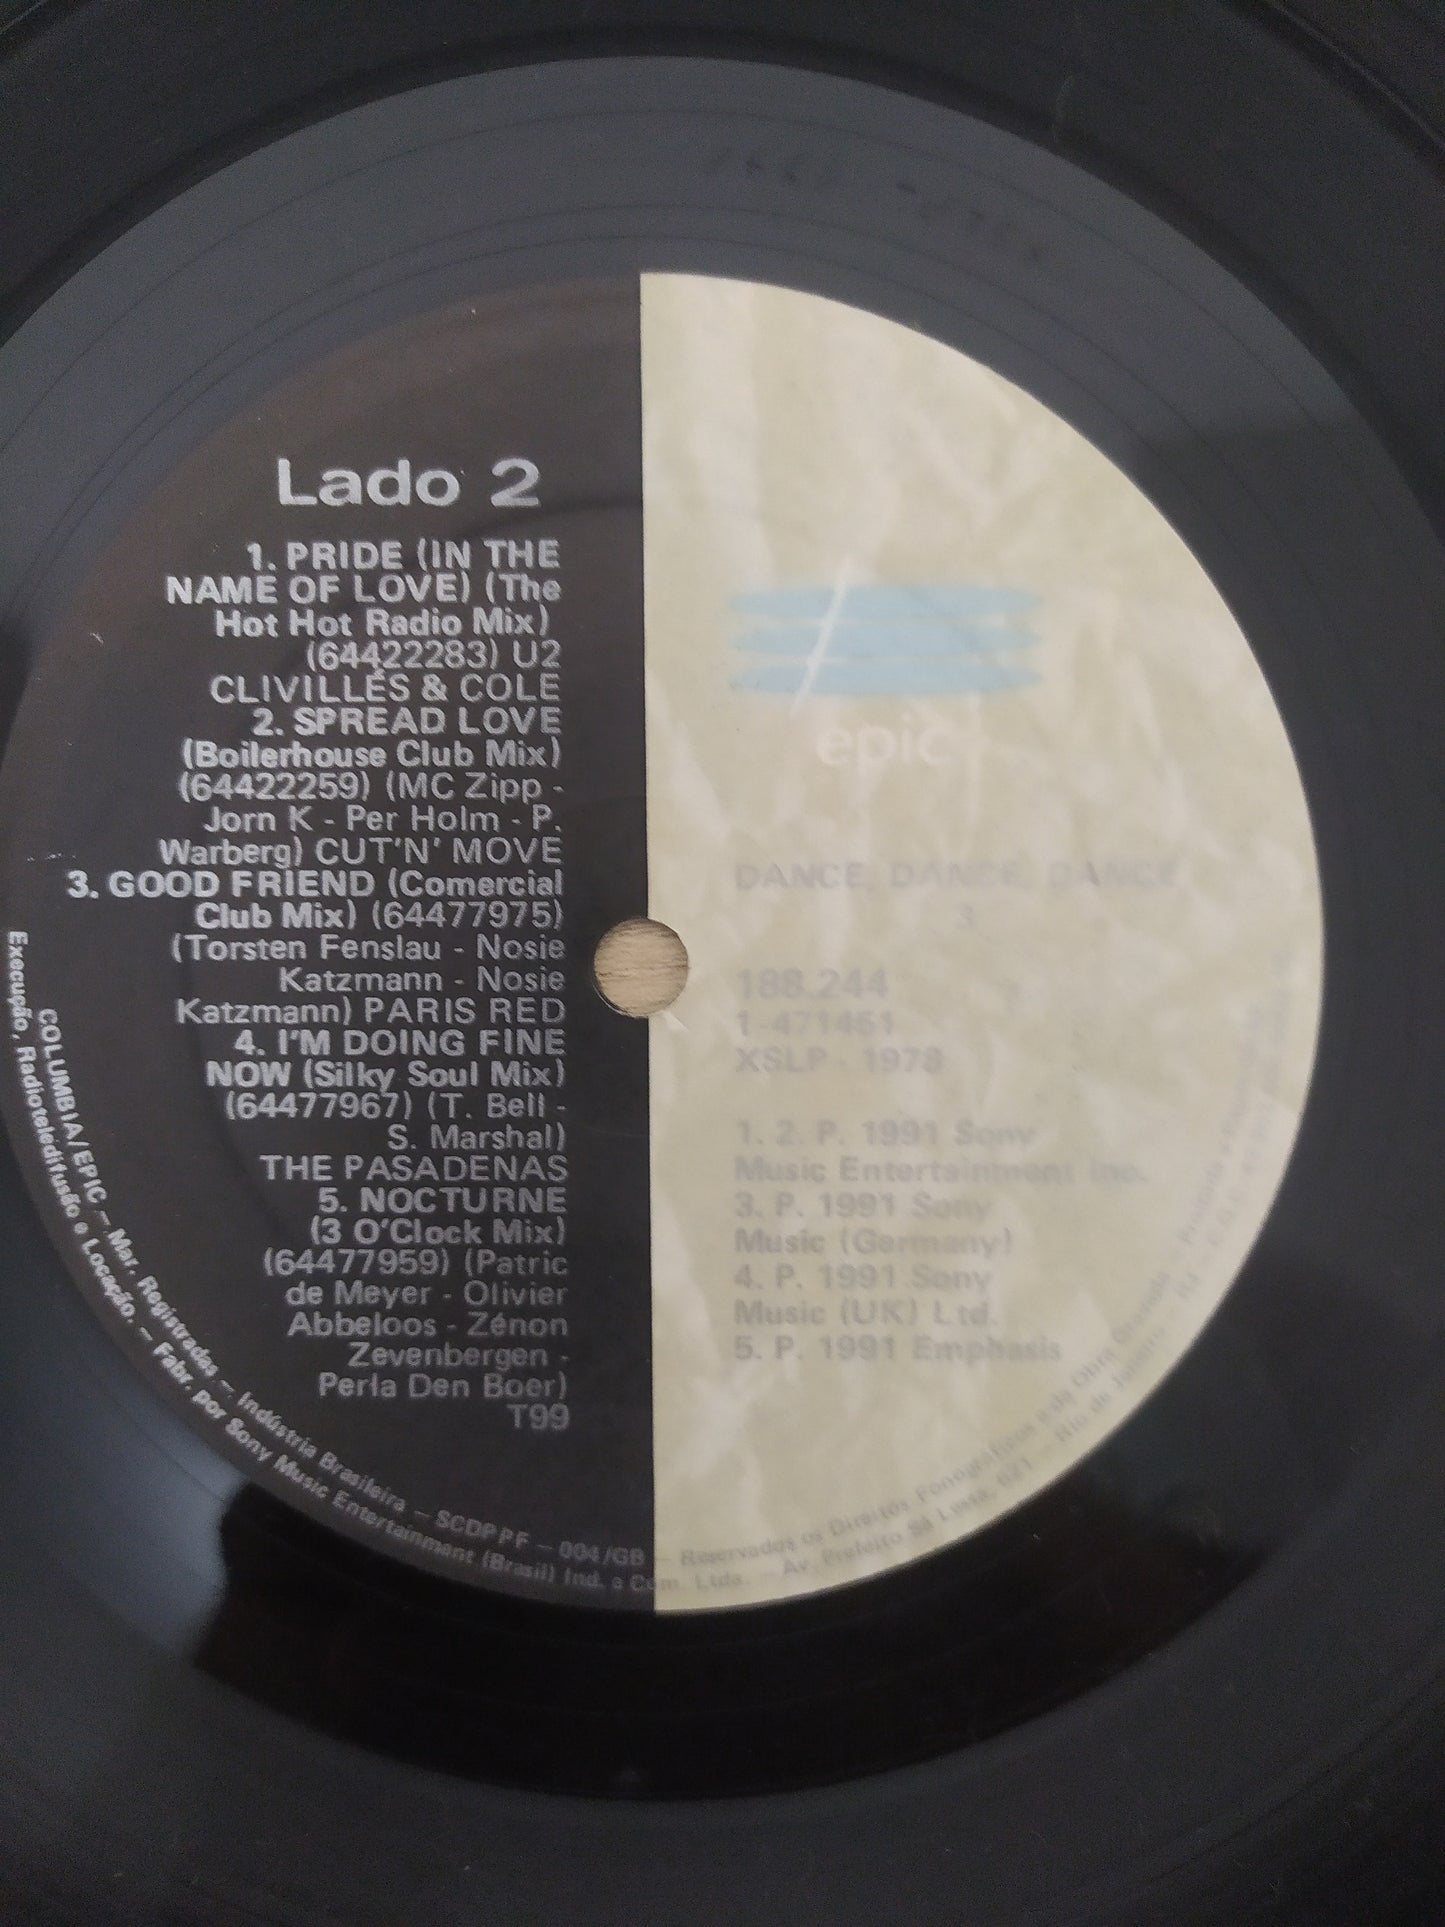 Lado 2
1. PRIDE (IN THE
NAME OF LOVE) (The
Hot Hot Radio Mix)
(64422283) U2
CLIVILLÉS & COLE
2. SPREAD LOVE
(Boilerhouse Club Mix)
(64422259) (MC Zipp -
Jorn K - Per Holm - P.
Warberg) CUT'N' MOVE
3. GOOD FRIEND (Comercial
Club Mix) (64477975)
(Torsten Fenslau - Nosie
Katzmann - Nosie
Katzmann) PARIS RED
4. I'M DOING FINE
NOW (Silky Soul Mix)
(64477967) (T. Bell -
S. Marshal)
THE PASADENAS
5. NOCTURNE
(3 O'Clock Mix)
(64477959) (Patric
de Meyer - Olivier
Abbeloos - Zénon
Zevenbergen -
Perla Den Boer)
T99
epic
DANCE, DANCE, DANCE
3
188.244
1-471451
XSLP - 1978
1. 2. P. 1991 Sony
Music Entertainment Inc.
3. P. 1991 Sony
Music (Germany)
4. P. 1991 Sony
Music (UK) Ltd.
5. P. 1991 Emphasis
COLUMBIA/EPIC – Mar. Registradas – Indústria Brasileira – SCDP PF – 004/GB – Reservados os Direitos Fonográficos e da Obra Gravada –
Execução, Radioteledifusão e Locação. – Fabr. por Sony Music Entertainment (Brasil) Ind. e Com. Ltda. – Av. Prefeito Sá Lessa, 621 – Rio de Janeiro – RJ –